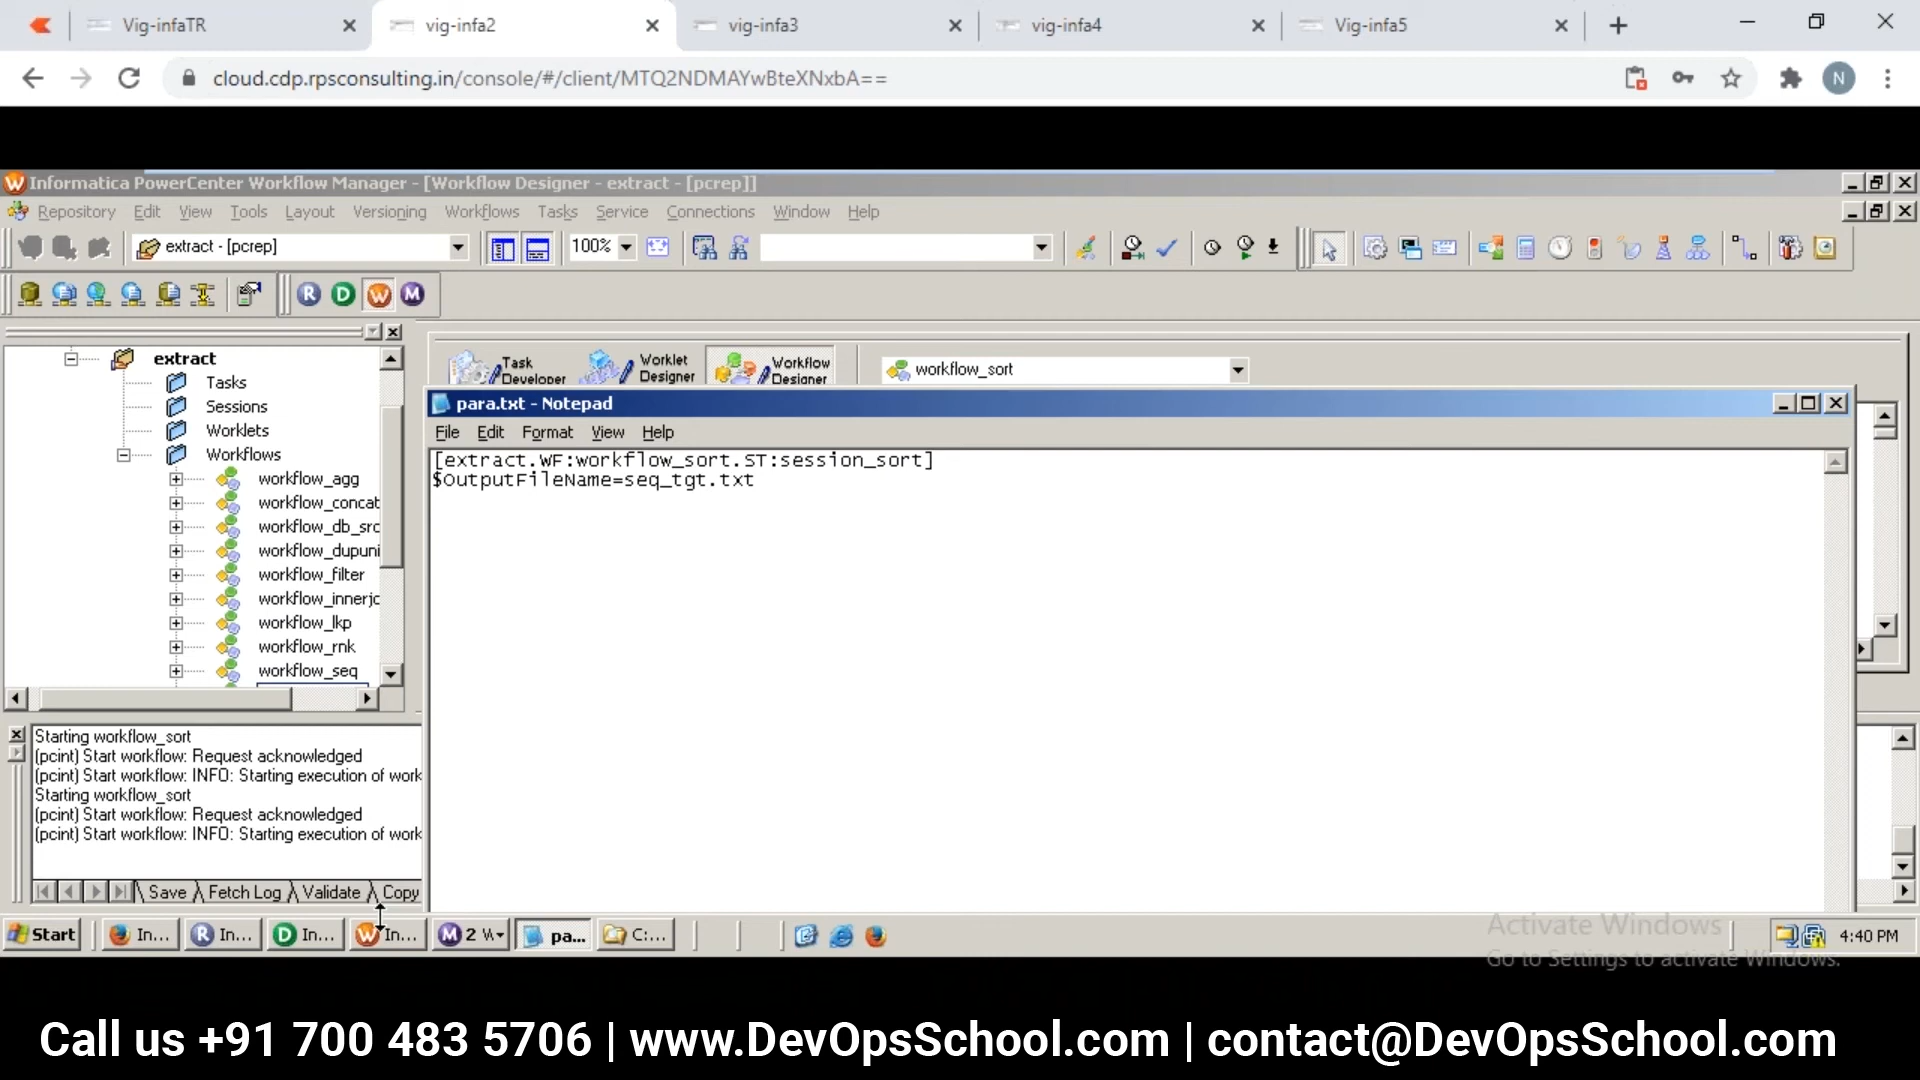 Vig-infaTR
vig-infa2
vig-infa3
vig-infa4
Vig-infa5
cloud.cdp.rpsconsulting.in/console/#/client/MTQ2NDMAYwBteXNxbA==
N
Informatica PowerCenter Workflow Manager - [Workflow Designer - extract - [pcrep]]
Repository Edit View Tools Layout Versioning Workflows Tasks Service Connections Window Help
extract - [pcrep]
100%
R D W M
extract
Tasks
Sessions
Worklets
Workflows
workflow_agg
workflow_concat
workflow_db_src
workflow_dupuni
workflow_filter
workflow_innerjo
workflow_lkp
workflow_rnk
workflow_seq
Task Developer
Worklet Designer
Workflow Designer
workflow_sort
para.txt - Notepad
File Edit Format View Help
[extract.WF:workflow_sort.ST:session_sort]
$OutputFileName=seq_tgt.txt
Starting workflow_sort
(pcint) Start workflow: Request acknowledged
(pcint) Start workflow: INFO: Starting execution of work
Starting workflow_sort
(pcint) Start workflow: Request acknowledged
(pcint) Start workflow: INFO: Starting execution of work
Save Fetch Log Validate Copy
Start In... In... In... In... 2 W pa... C:... 4:40 PM
Activate Windows
Go to Settings to activate Windows.
Call us +91 700 483 5706 | www.DevOpsSchool.com | contact@DevOpsSchool.com